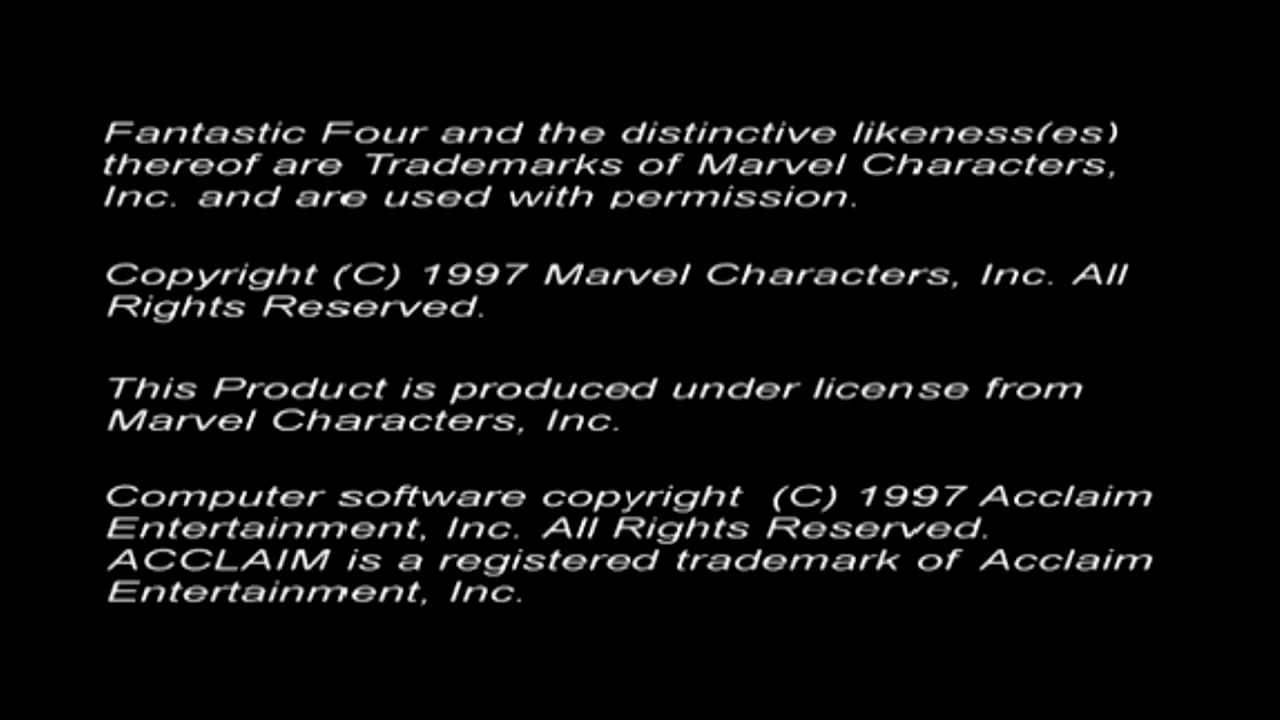 Fantastic Four and the distinctive likeness(es)
thereof are Trademarks of Marvel Characters,
Inc. and are used with permission.
Copyright (C) 1997 Marvel Characters, Inc. All
Rights Reserved.
This Product is produced under license from
Marvel Characters, Inc.
Computer software copyright (C) 1997 Acclaim
Entertainment, Inc. All Rights Reserved.
ACCLAIM is a registered trademark of Acclaim
Entertainment, Inc.